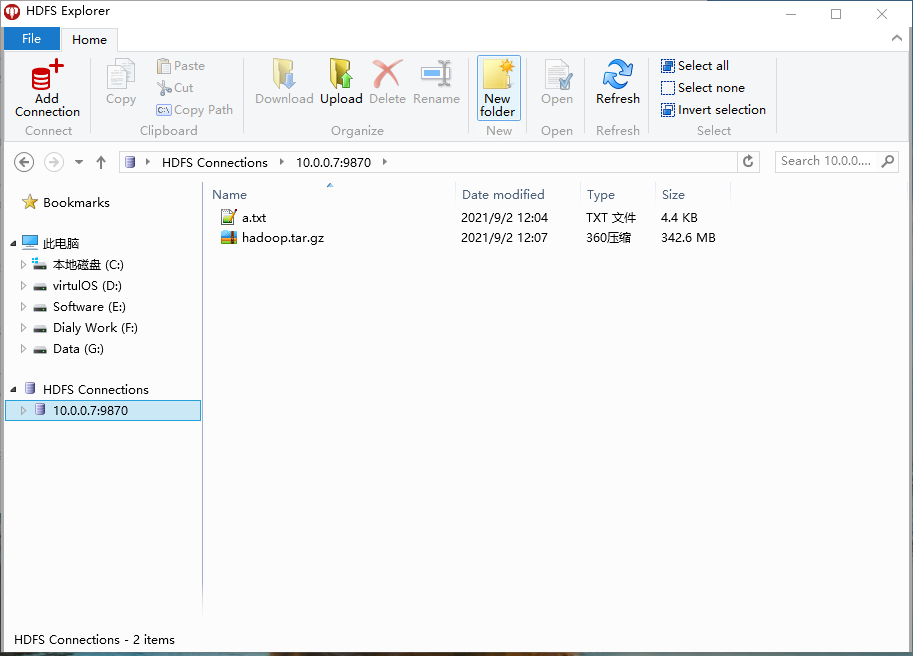 HDFS Explorer
File Home
Add Connection Copy Paste Cut Copy Path Download Upload Delete Rename New folder Open Refresh Select all Select none Invert selection
Connect Clipboard Organize New Open Refresh Select
HDFS Connections 10.0.0.7:9870 Search 10.0.0....
Bookmarks
此电脑
本地磁盘 (C:)
virtulOS (D:)
Software (E:)
Dialy Work (F:)
Data (G:)
HDFS Connections
10.0.0.7:9870
Name Date modified Type Size
a.txt 2021/9/2 12:04 TXT 文件 4.4 KB
hadoop.tar.gz 2021/9/2 12:07 360压缩 342.6 MB
HDFS Connections - 2 items